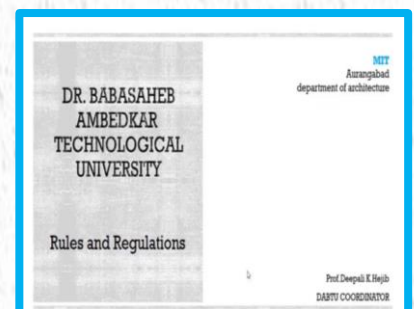 DR. BABASAHEB
AMBEDKAR
TECHNOLOGICAL
UNIVERSITY
Rules and Regulations
MIT
Aurangabad
department of architecture
Prof.Deepali K.Hejib
DABTU COORDINATOR